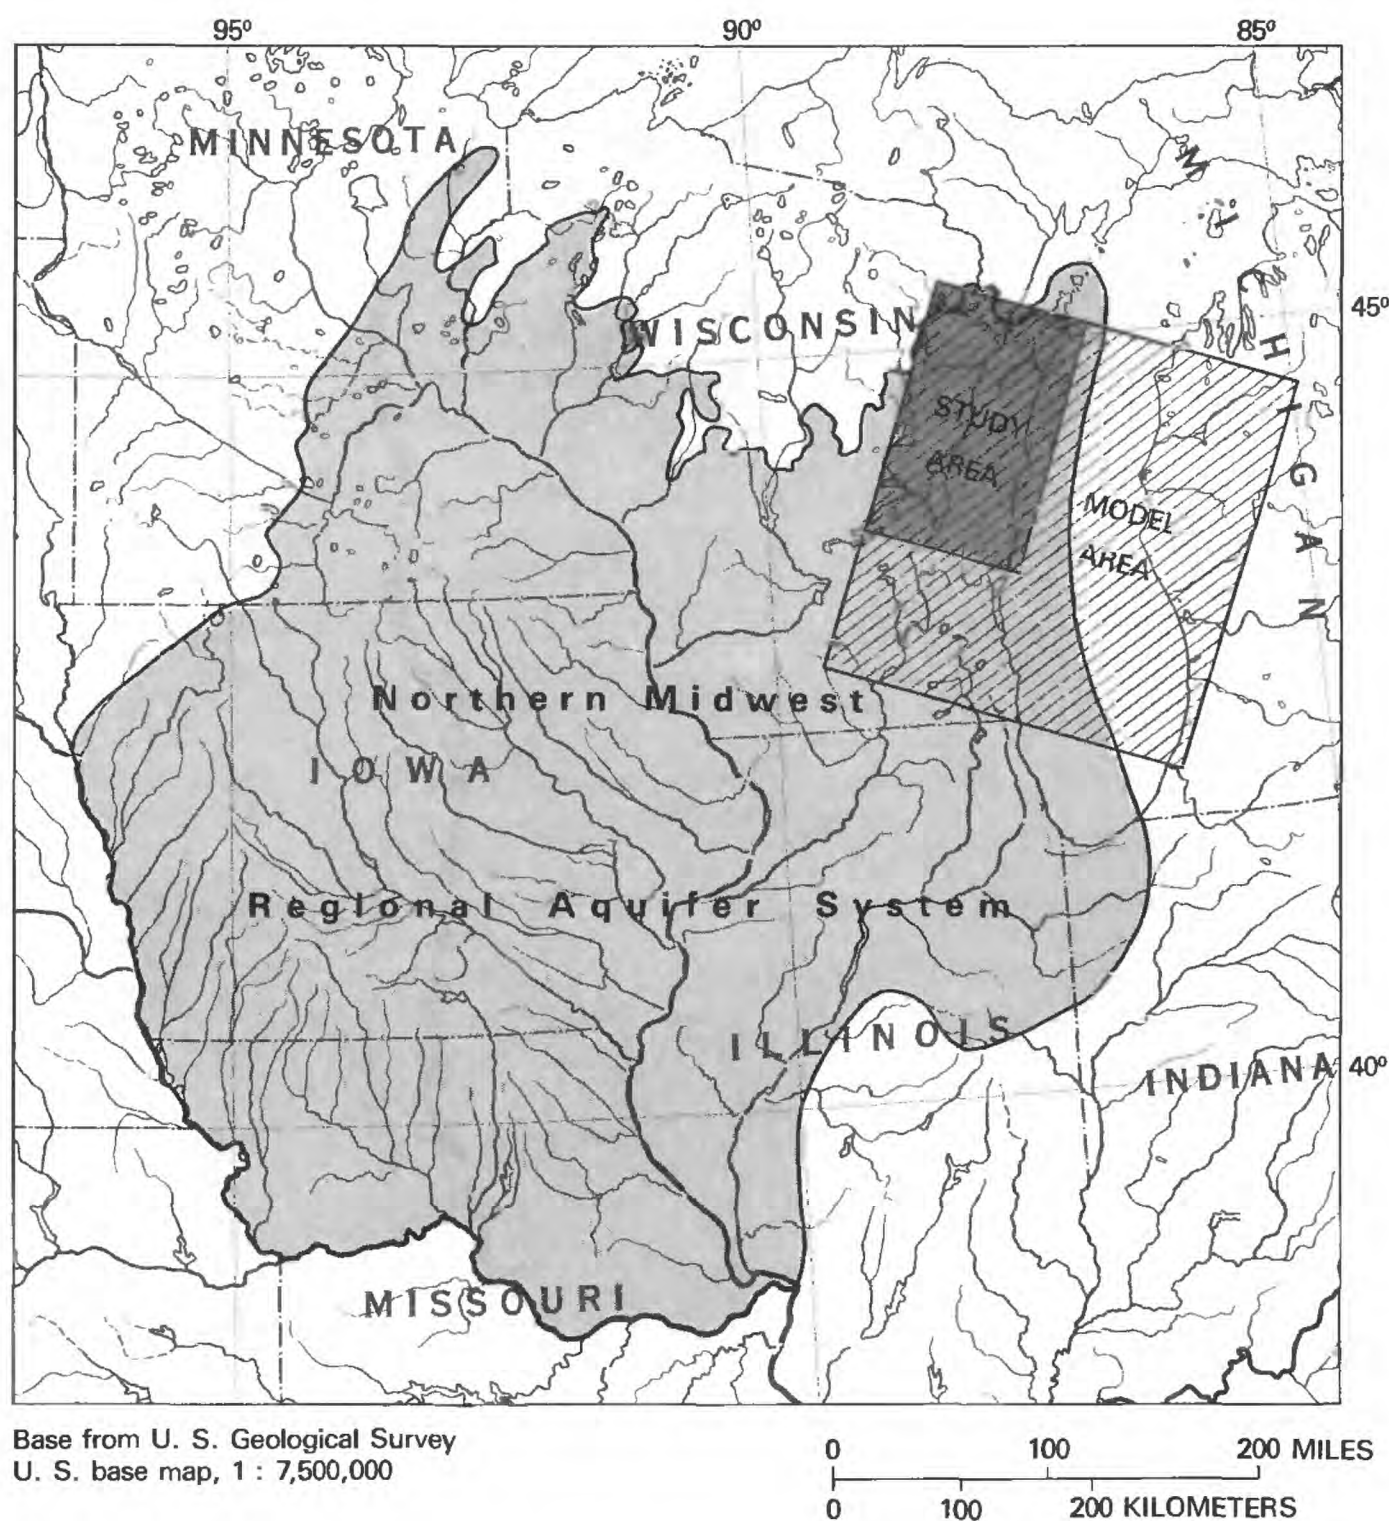 95° 90° 85°
MINNESOTA
WISCONSIN
45°
MICHIGAN
STUDY
AREA
MODEL
AREA
Northern Midwest
IOWA
Regional Aquifer System
ILLINOIS
INDIANA
40°
MISSOURI
Base from U. S. Geological Survey
U. S. base map, 1 : 7,500,000
0 100 200 MILES
0 100 200 KILOMETERS